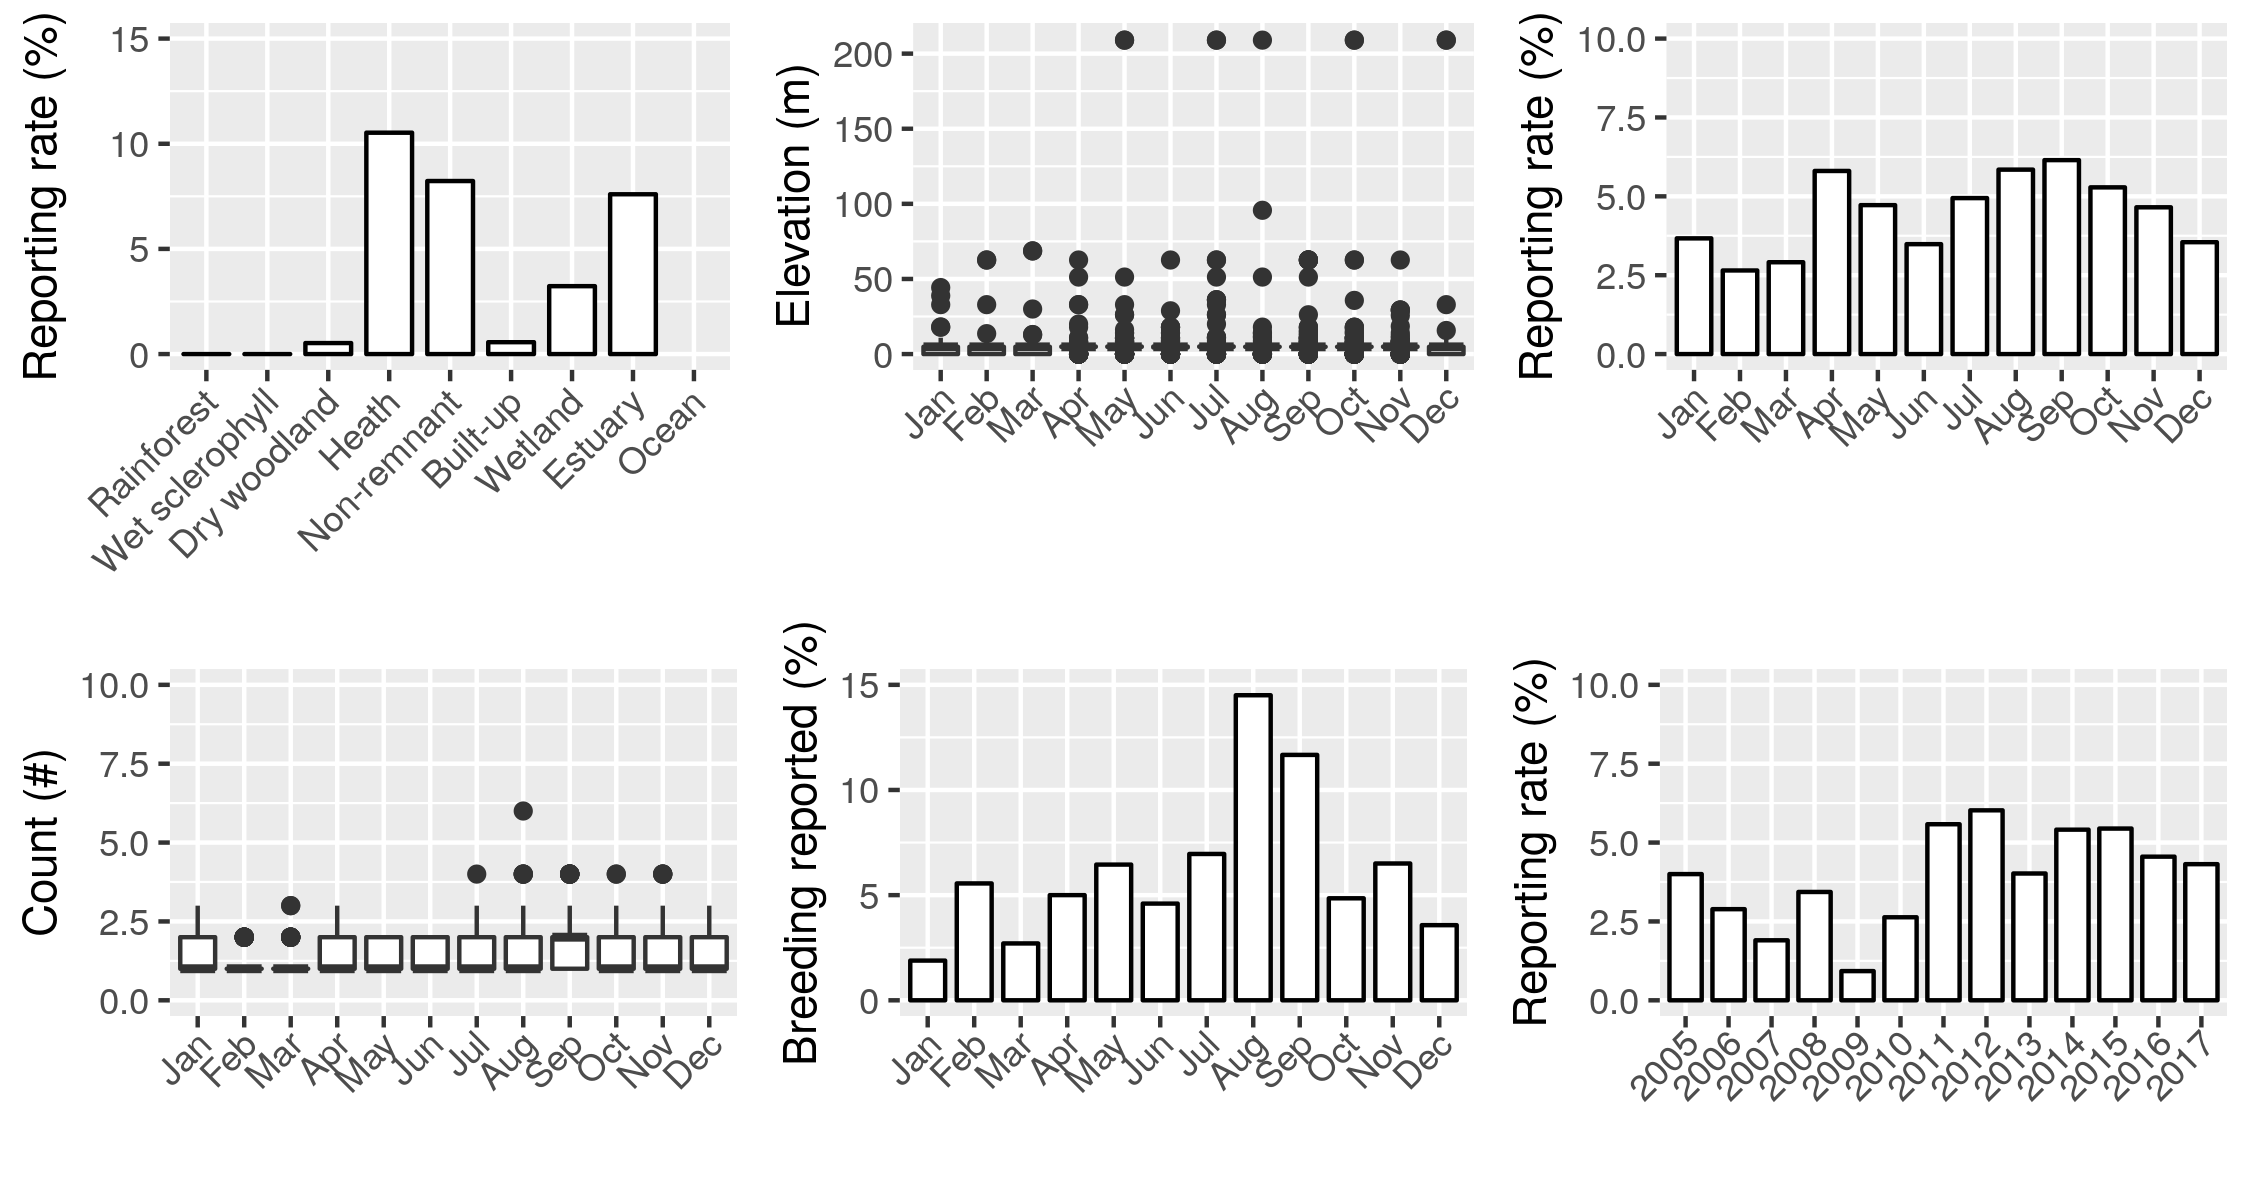 Reporting rate (%)
15
10
5
0
Rainforest
Wet sclerophyll
Dry woodland
Heath
Non-remnant
Built-up
Wetland
Estuary
Ocean
Elevation (m)
200
150
100
50
0
Jan
Feb
Mar
Apr
May
Jun
Jul
Aug
Sep
Oct
Nov
Dec
Reporting rate (%)
10.0
7.5
5.0
2.5
0.0
Jan
Feb
Mar
Apr
May
Jun
Jul
Aug
Sep
Oct
Nov
Dec
Count (#)
10.0
7.5
5.0
2.5
0.0
Jan
Feb
Mar
Apr
May
Jun
Jul
Aug
Sep
Oct
Nov
Dec
Breeding reported (%)
15
10
5
0
Jan
Feb
Mar
Apr
May
Jun
Jul
Aug
Sep
Oct
Nov
Dec
Reporting rate (%)
10.0
7.5
5.0
2.5
0.0
2005
2006
2007
2008
2009
2010
2011
2012
2013
2014
2015
2016
2017